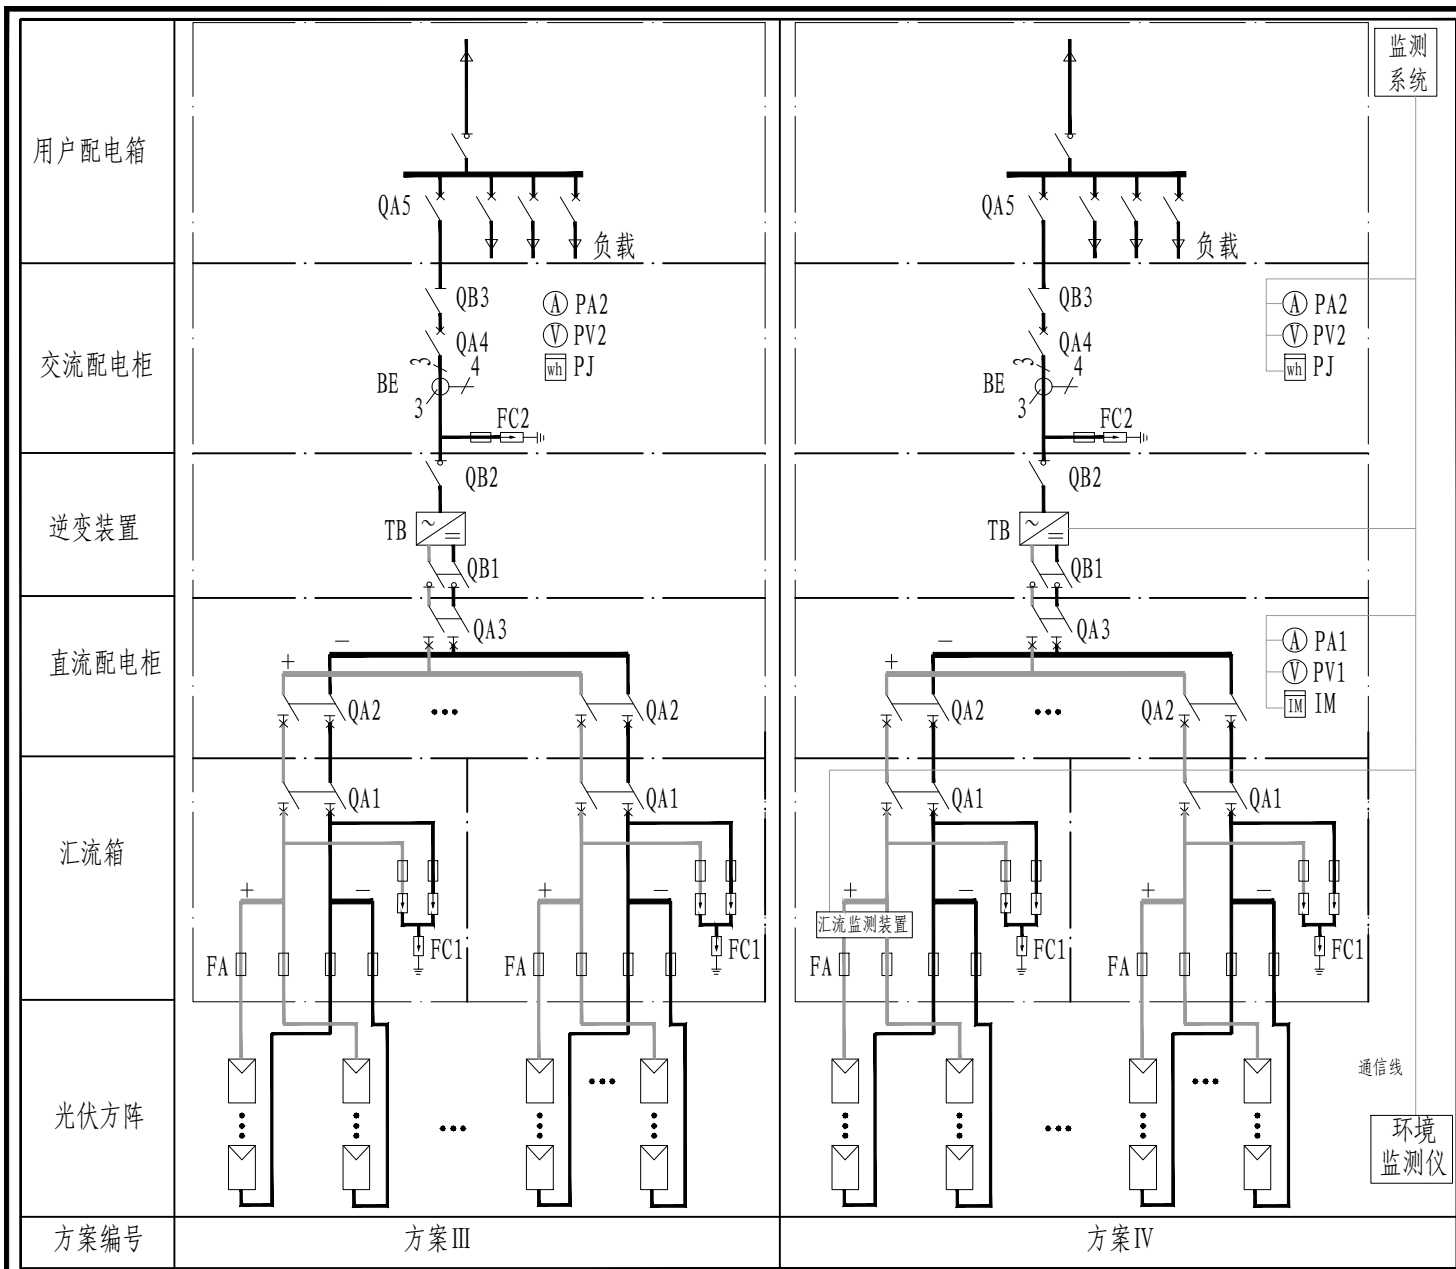 监测
系统
用户配电箱
QA5
负载
QA5
负载
交流配电柜
QB3
A PA2
QA4
V PV2
3
4
wh PJ
BE
3
FC2
QB3
A PA2
QA4
V PV2
3
4
wh PJ
BE
3
FC2
逆变装置
QB2
TB
QB1
QB2
TB
QB1
直流配电柜
QA3
−
+
QA2
QA2
QA3
−
+
QA2
QA2
A PA1
V PV1
IM IM
汇流箱
QA1
QA1
+
−
+
−
FA
FC1
FA
FC1
QA1
QA1
+
−
+
−
汇流监测装置
FA
FC1
FA
FC1
光伏方阵
通信线
环境
监测仪
方案编号
方案Ⅲ
方案Ⅳ